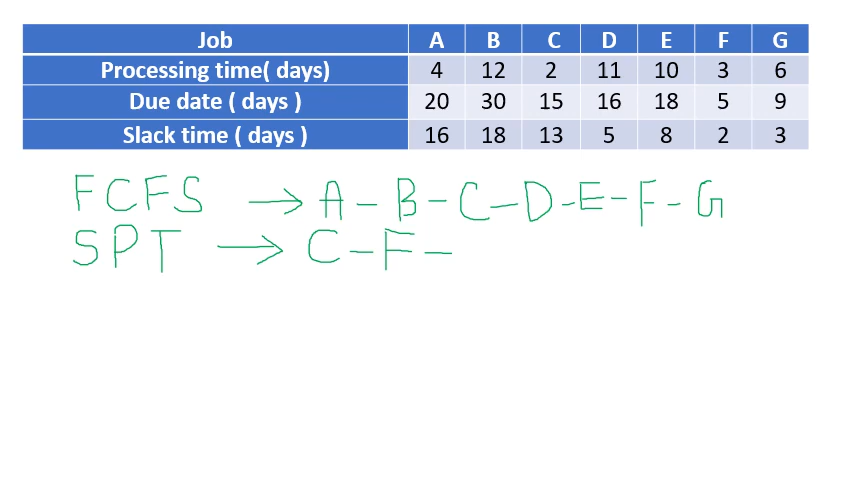 Job A B C D E F G
Processing time( days) 4 12 2 11 10 3 6
Due date ( days ) 20 30 15 16 18 5 9
Slack time ( days ) 16 18 13 5 8 2 3
FCFS → A - B - C - D - E - F - G
SPT → C - F -